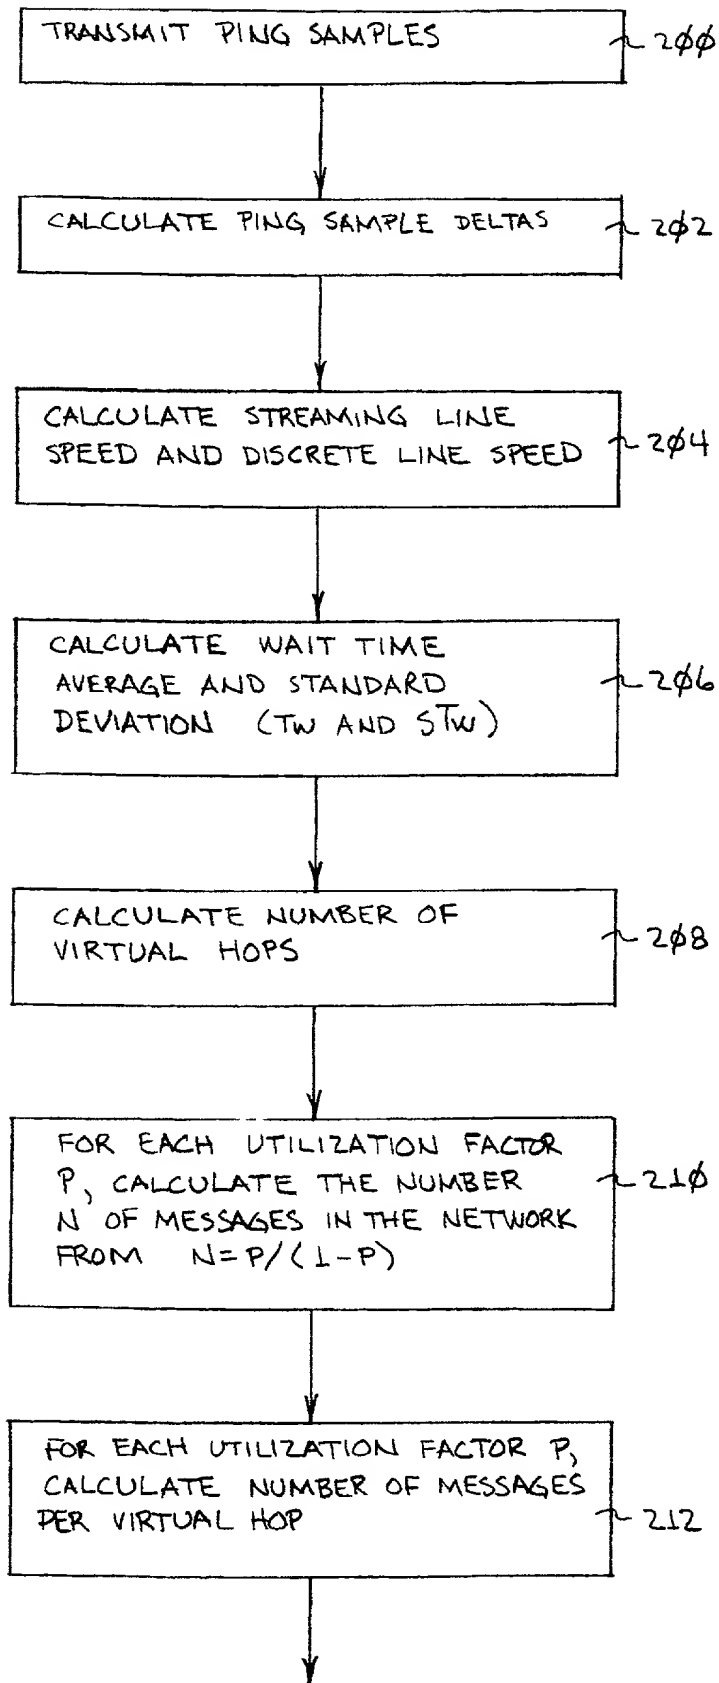 TRANSMIT PING SAMPLES
200
CALCULATE PING SAMPLE DELTAS
202
CALCULATE STREAMING LINE
SPEED AND DISCRETE LINE SPEED
204
CALCULATE WAIT TIME
AVERAGE AND STANDARD
DEVIATION (TW AND STW)
206
CALCULATE NUMBER OF
VIRTUAL HOPS
208
FOR EACH UTILIZATION FACTOR
P, CALCULATE THE NUMBER
N OF MESSAGES IN THE NETWORK
FROM N=P/(1-P)
210
FOR EACH UTILIZATION FACTOR P,
CALCULATE NUMBER OF MESSAGES
PER VIRTUAL HOP
212